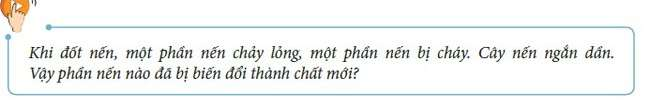 Khi đốt nến, một phần nến chảy lỏng, một phần nến bị cháy. Cây nến ngắn dần.
Vậy phần nến nào đã bị biến đổi thành chất mới?